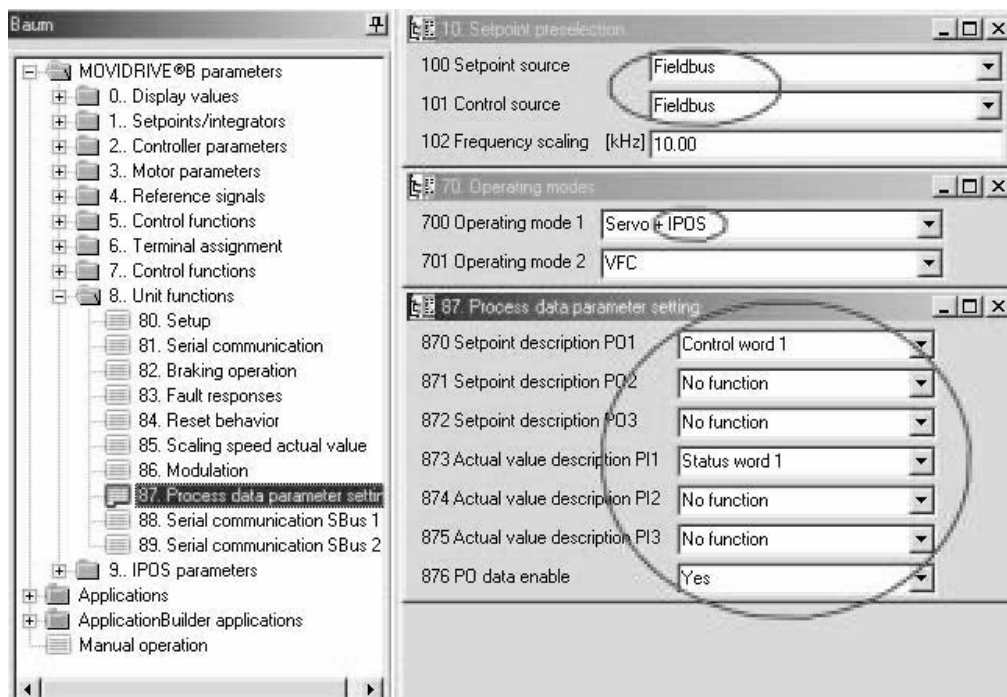 Baum
MOVIDRIVE®B parameters
0.. Display values
1.. Setpoints/integrators
2.. Controller parameters
3.. Motor parameters
4.. Reference signals
5.. Control functions
6.. Terminal assignment
7.. Control functions
8.. Unit functions
80. Setup
81. Serial communication
82. Braking operation
83. Fault responses
84. Reset behavior
85. Scaling speed actual value
86. Modulation
87. Process data parameter settin
88. Serial communication SBus 1
89. Serial communication SBus 2
9.. IPOS parameters
Applications
ApplicationBuilder applications
Manual operation
10. Setpoint preselection
100 Setpoint source Fieldbus
101 Control source Fieldbus
102 Frequency scaling [kHz] 10.00
70. Operating modes
700 Operating mode 1 Servo + IPOS
701 Operating mode 2 VFC
87. Process data parameter setting
870 Setpoint description PO1 Control word 1
871 Setpoint description PO2 No function
872 Setpoint description PO3 No function
873 Actual value description PI1 Status word 1
874 Actual value description PI2 No function
875 Actual value description PI3 No function
876 PO data enable Yes